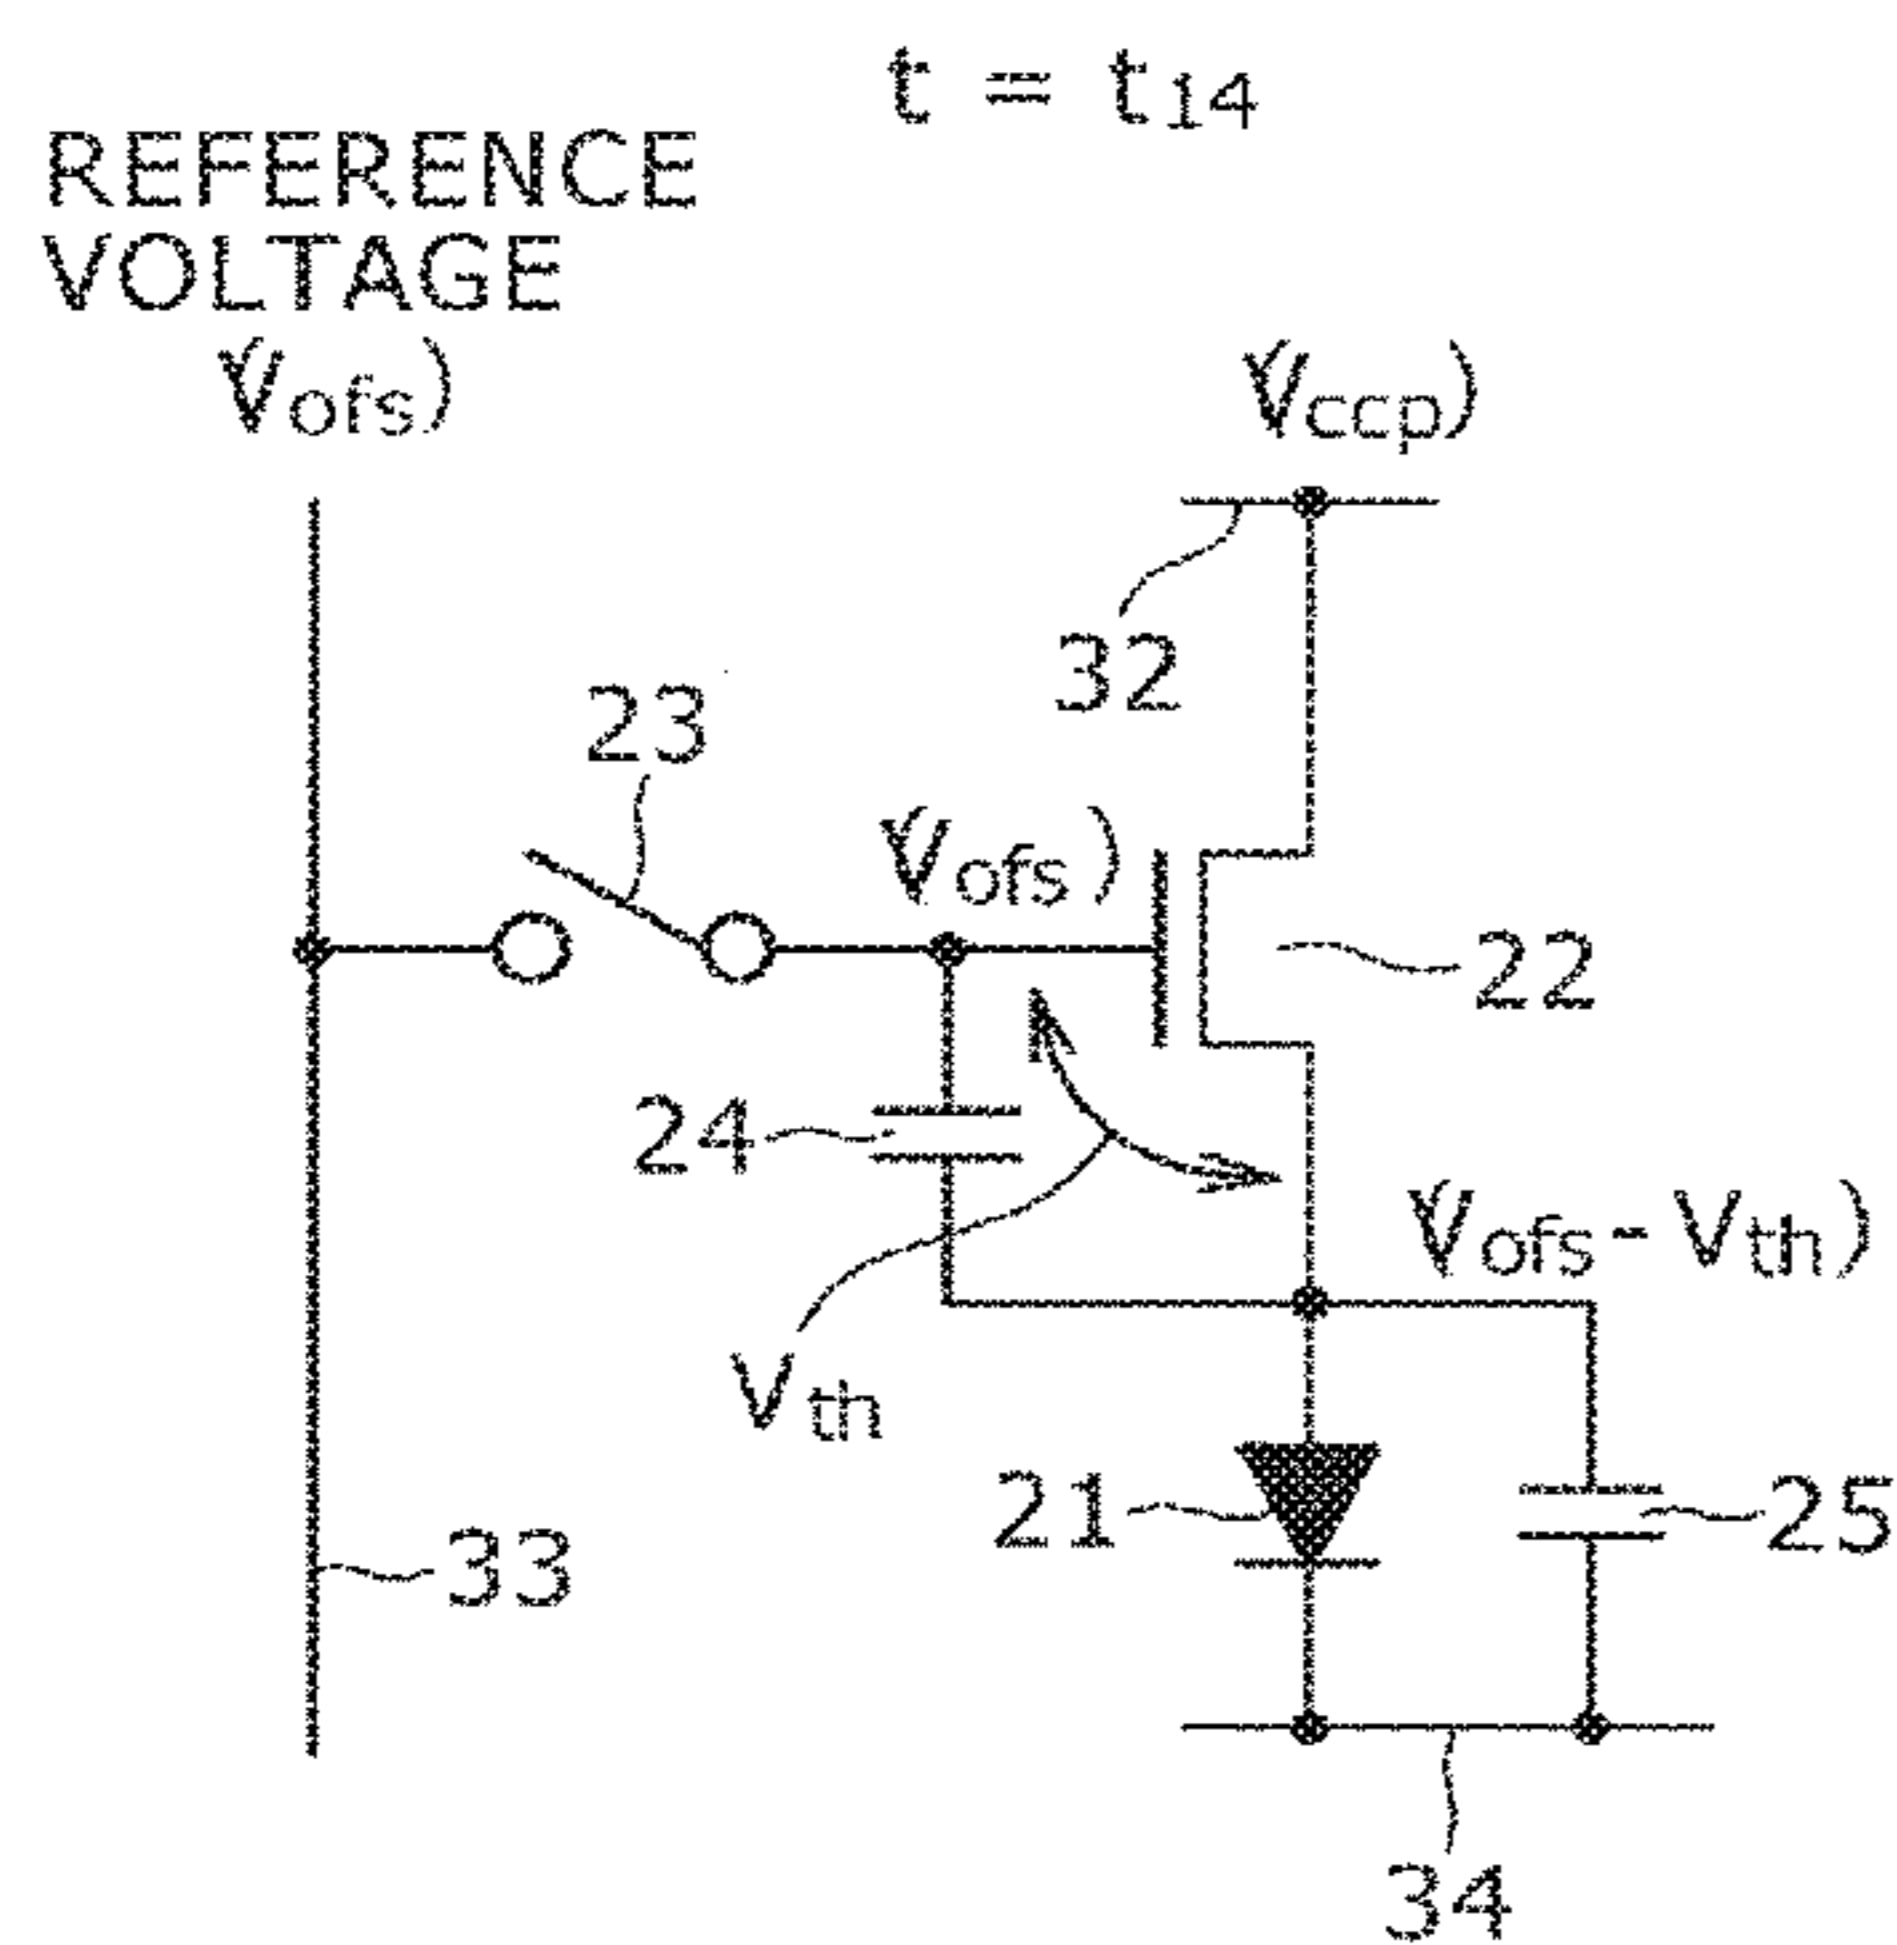 t = t14
REFERENCE
VOLTAGE
(Vofs)
(Vccp)
32
23
(Vofs)
22
24
(Vofs - Vth)
Vth
21
25
33
34